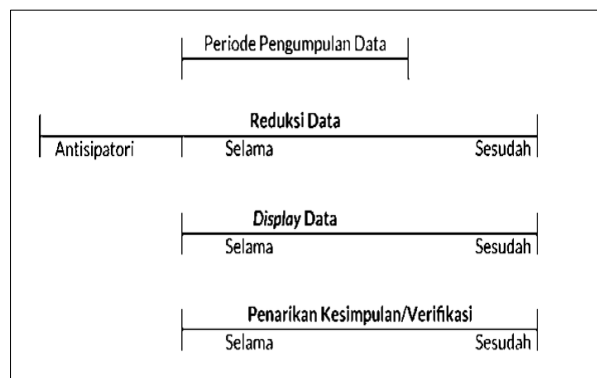 Periode Pengumpulan Data
Reduksi Data
Antisipatori Selama Sesudah
Display Data
Selama Sesudah
Penarikan Kesimpulan/Verifikasi
Selama Sesudah